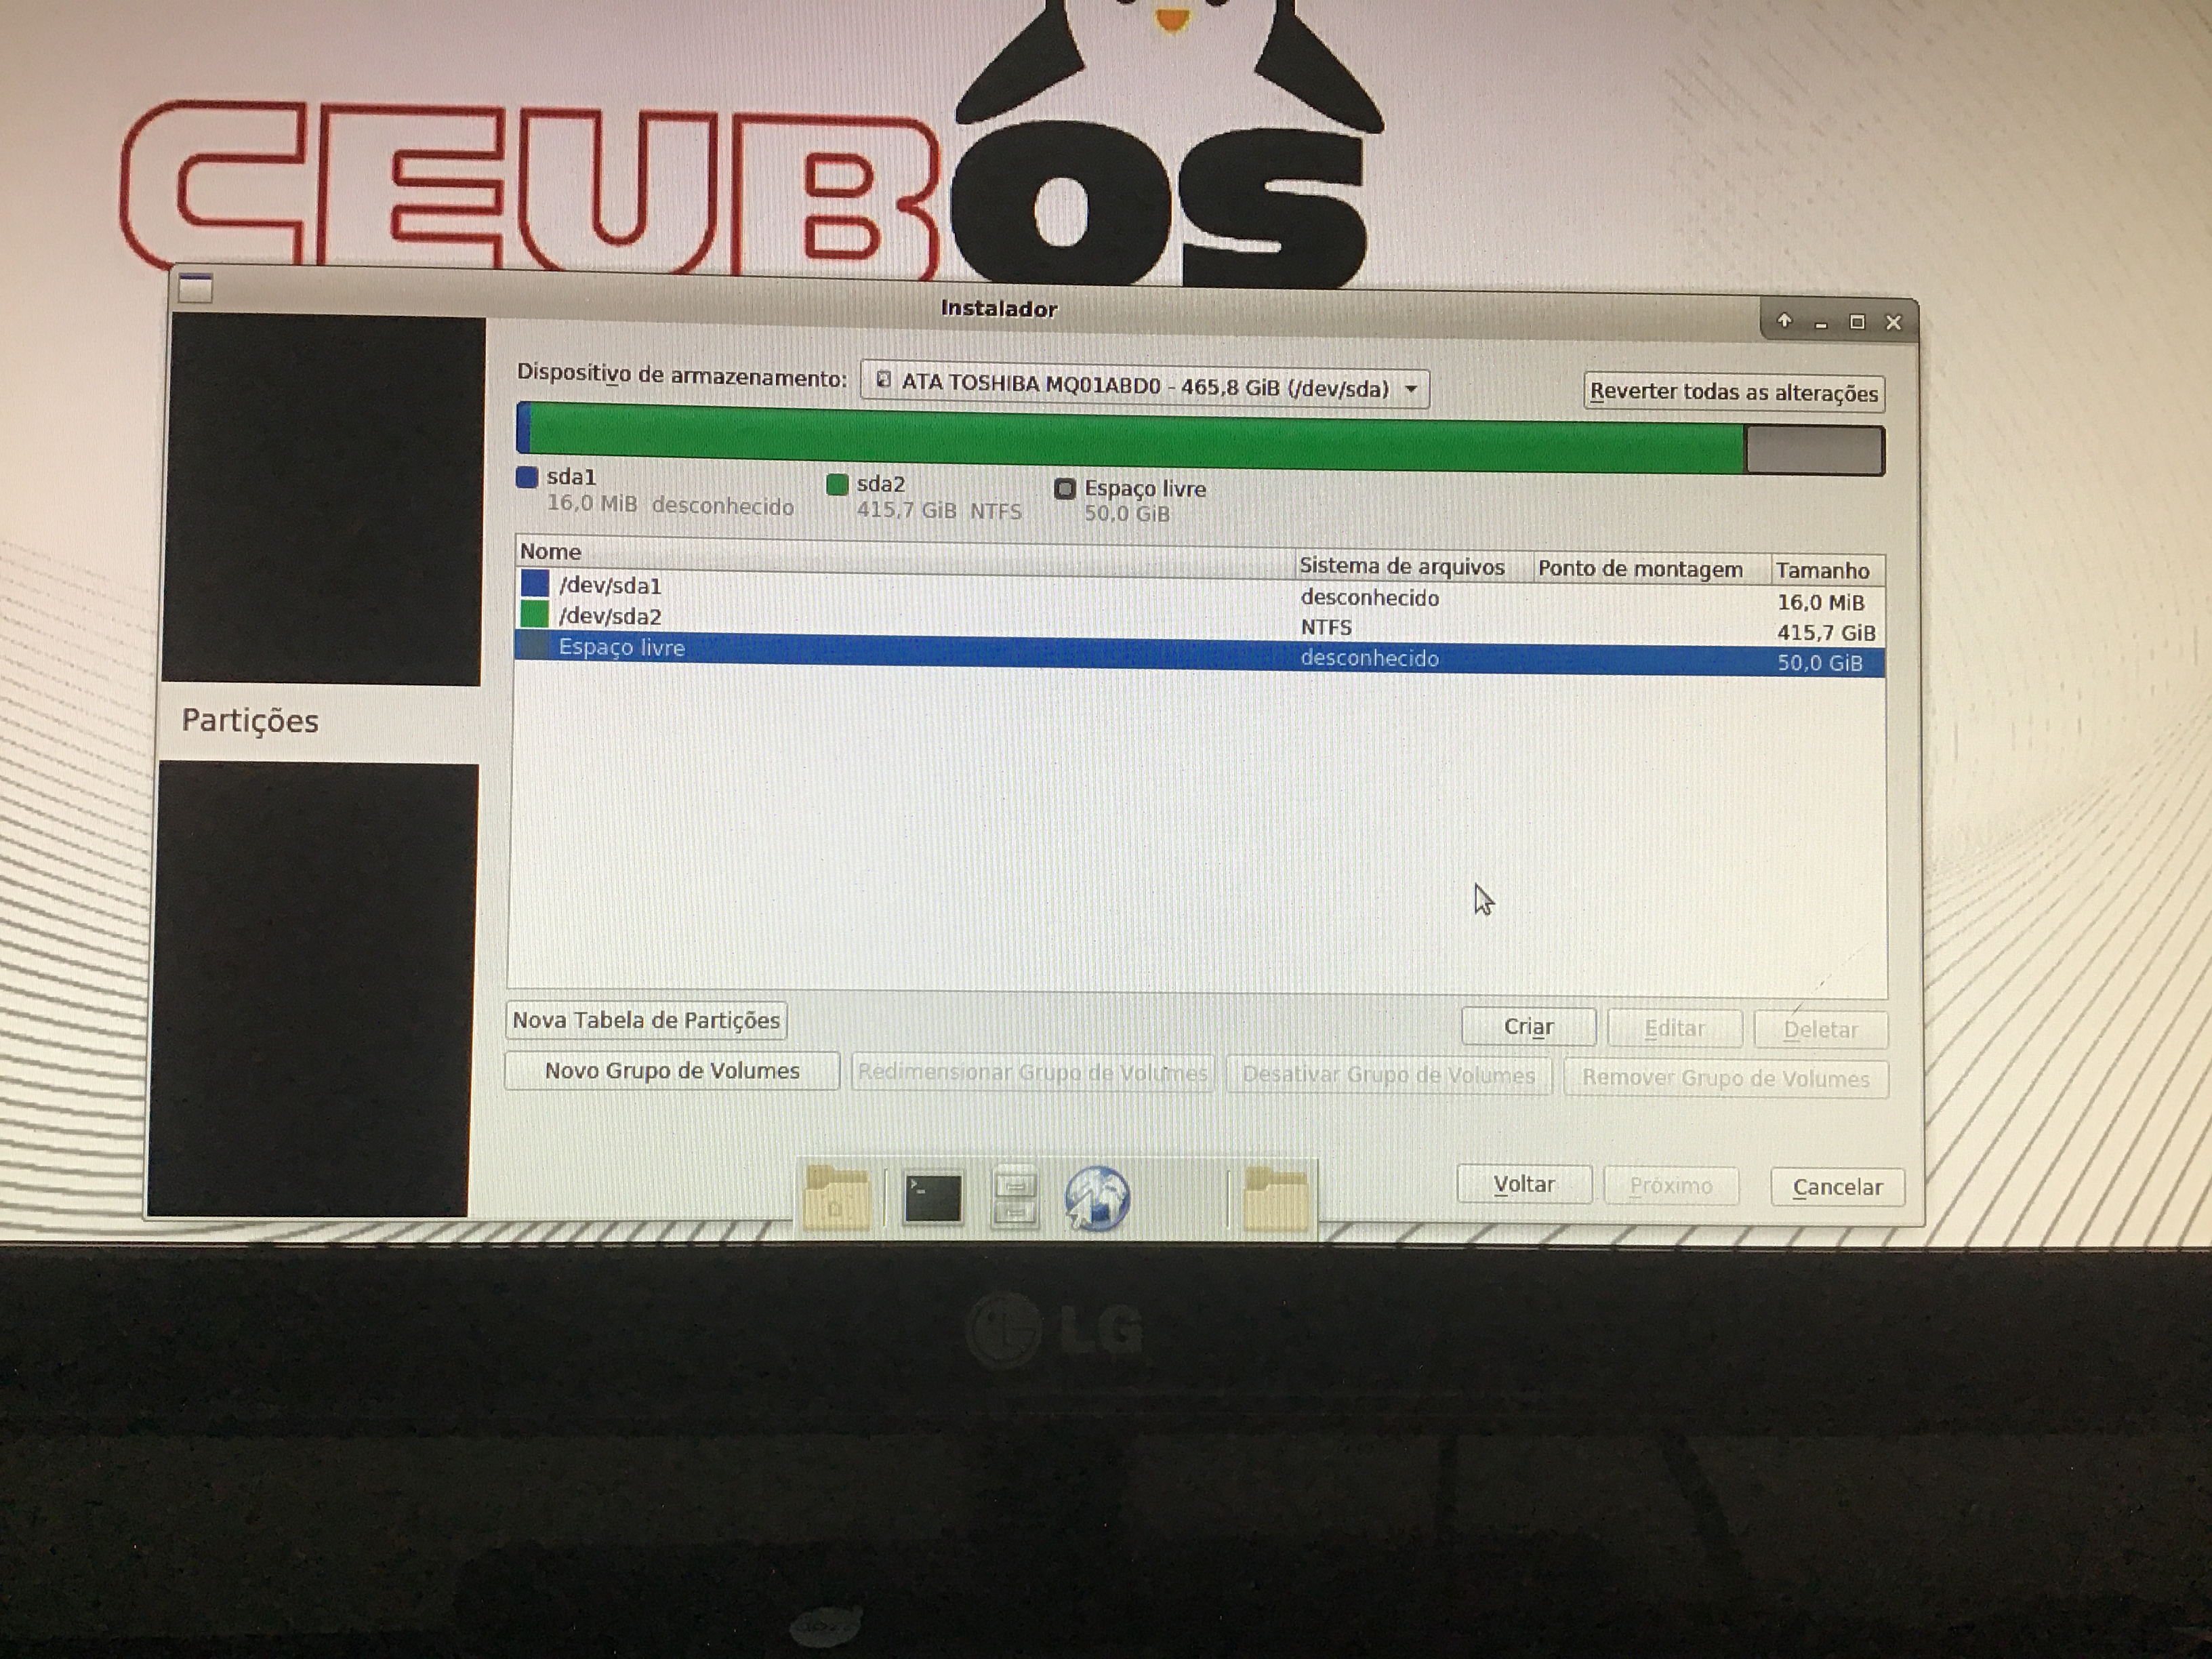 CEUBOS
Instalador
Dispositivo de armazenamento: ATA TOSHIBA MQ01ABD0 - 465,8 GiB (/dev/sda) Reverter todas as alterações
sda1 sda2 Espaço livre
16,0 MiB desconhecido 415,7 GiB NTFS 50,0 GiB
Nome Sistema de arquivos Ponto de montagem Tamanho
/dev/sda1 desconhecido 16,0 MiB
/dev/sda2 NTFS 415,7 GiB
Espaço livre desconhecido 50,0 GiB
Partições
Nova Tabela de Partições Criar Editar Deletar
Novo Grupo de Volumes Redimensionar Grupo de Volumes Desativar Grupo de Volumes Remover Grupo de Volumes
Voltar Próximo Cancelar
LG